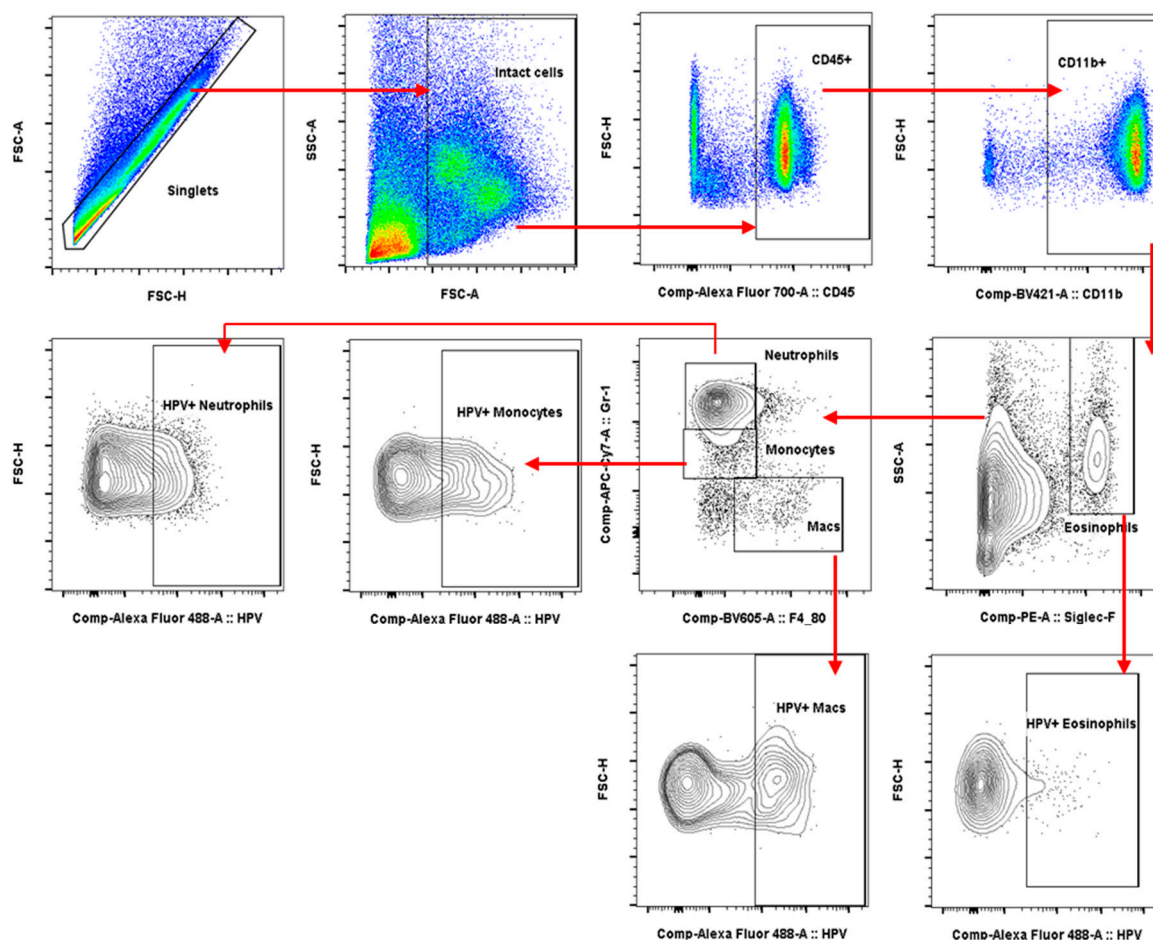 FSC-A
Singlets
FSC-H
SSC-A
Intact cells
FSC-A
FSC-H
CD45+
Comp-Alexa Fluor 700-A :: CD45
FSC-H
CD11b+
Comp-BV421-A :: CD11b
FSC-H
HPV+ Neutrophils
Comp-Alexa Fluor 488-A :: HPV
FSC-H
HPV+ Monocytes
Comp-Alexa Fluor 488-A :: HPV
Comp-APC-Cy7-A :: Gr-1
Neutrophils
Monocytes
Macs
Comp-BV605-A :: F4_80
SSC-A
Eosinophils
Comp-PE-A :: Siglec-F
FSC-H
HPV+ Macs
Comp-Alexa Fluor 488-A :: HPV
FSC-H
HPV+ Eosinophils
Comp-Alexa Fluor 488-A :: HPV